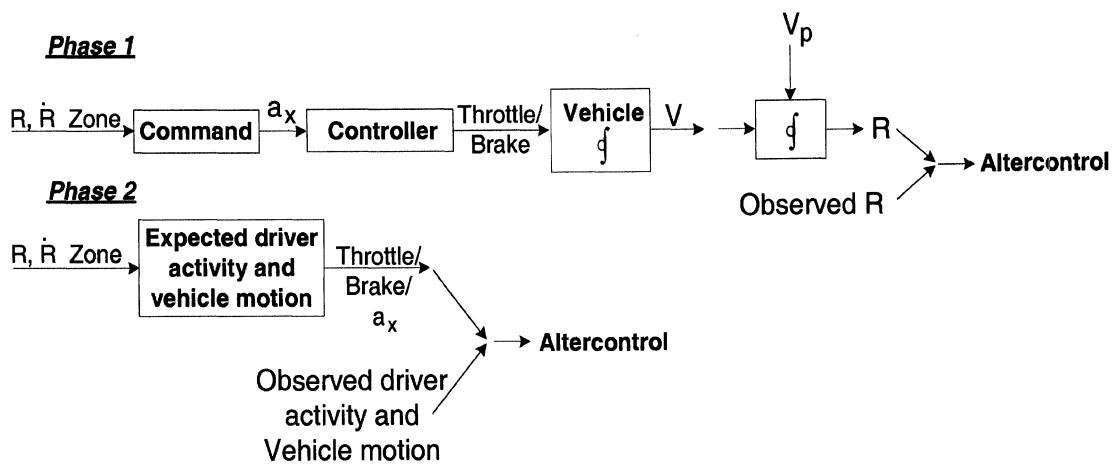 Phase 1
V_p
R, Ṙ Zone
Command
a_x
Controller
Throttle/
Brake
Vehicle
∮
V
∮
R
Altercontrol
Observed R
Phase 2
R, Ṙ Zone
Expected driver
activity and
vehicle motion
Throttle/
Brake/
a_x
Altercontrol
Observed driver
activity and
Vehicle motion